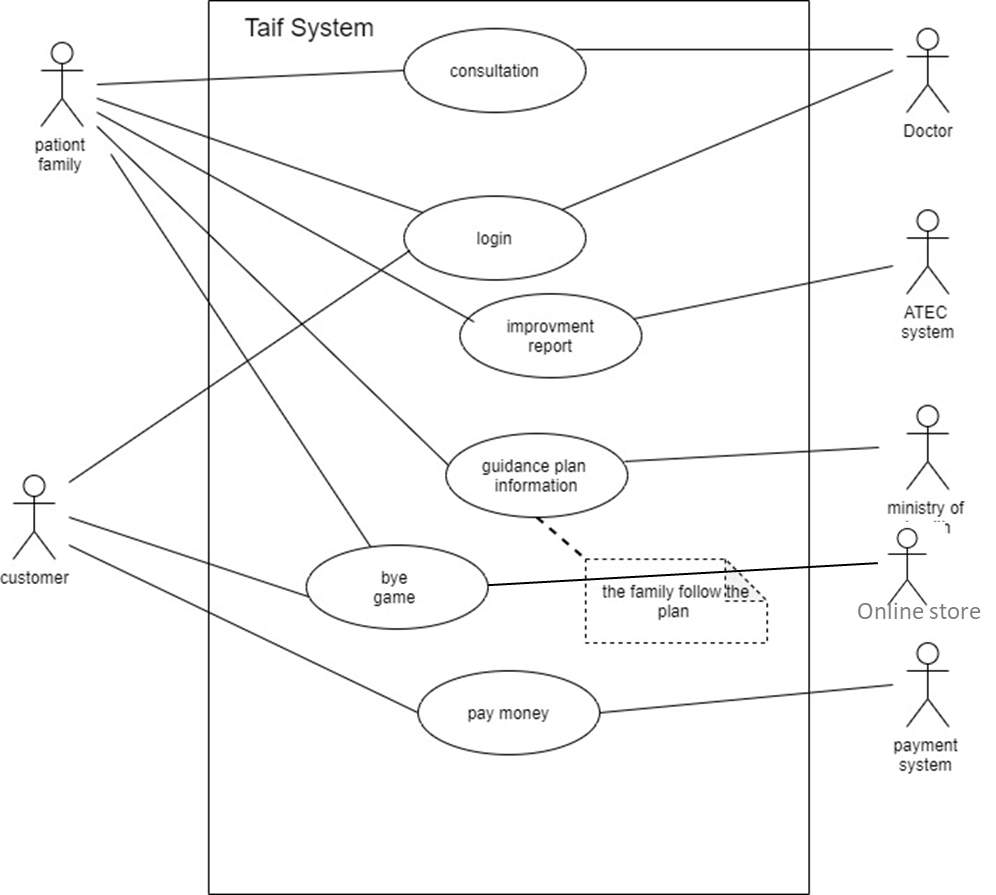 Taif System
consultation
Doctor
pationt
family
login
ATEC
system
improvment
report
guidance plan
information
ministry of
customer
bye
game
the family follow the
plan
Online store
pay money
payment
system